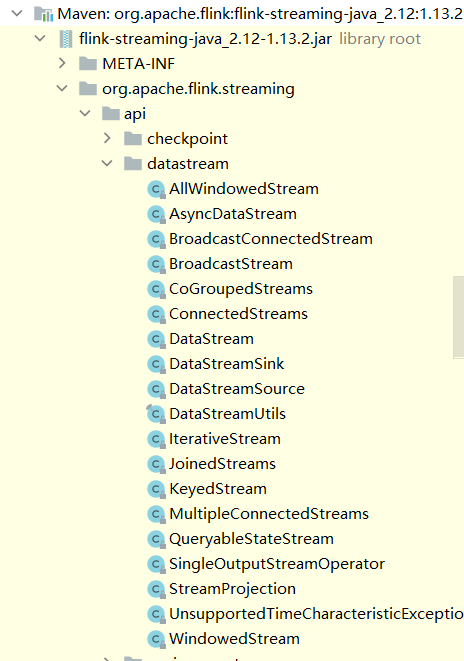 Maven: org.apache.flink:flink-streaming-java_2.12:1.13.2
flink-streaming-java_2.12-1.13.2.jar library root
META-INF
org.apache.flink.streaming
api
checkpoint
datastream
AllWindowedStream
AsyncDataStream
BroadcastConnectedStream
BroadcastStream
CoGroupedStreams
ConnectedStreams
DataStream
DataStreamSink
DataStreamSource
DataStreamUtils
IterativeStream
JoinedStreams
KeyedStream
MultipleConnectedStreams
QueryableStateStream
SingleOutputStreamOperator
StreamProjection
UnsupportedTimeCharacteristicExceptio
WindowedStream